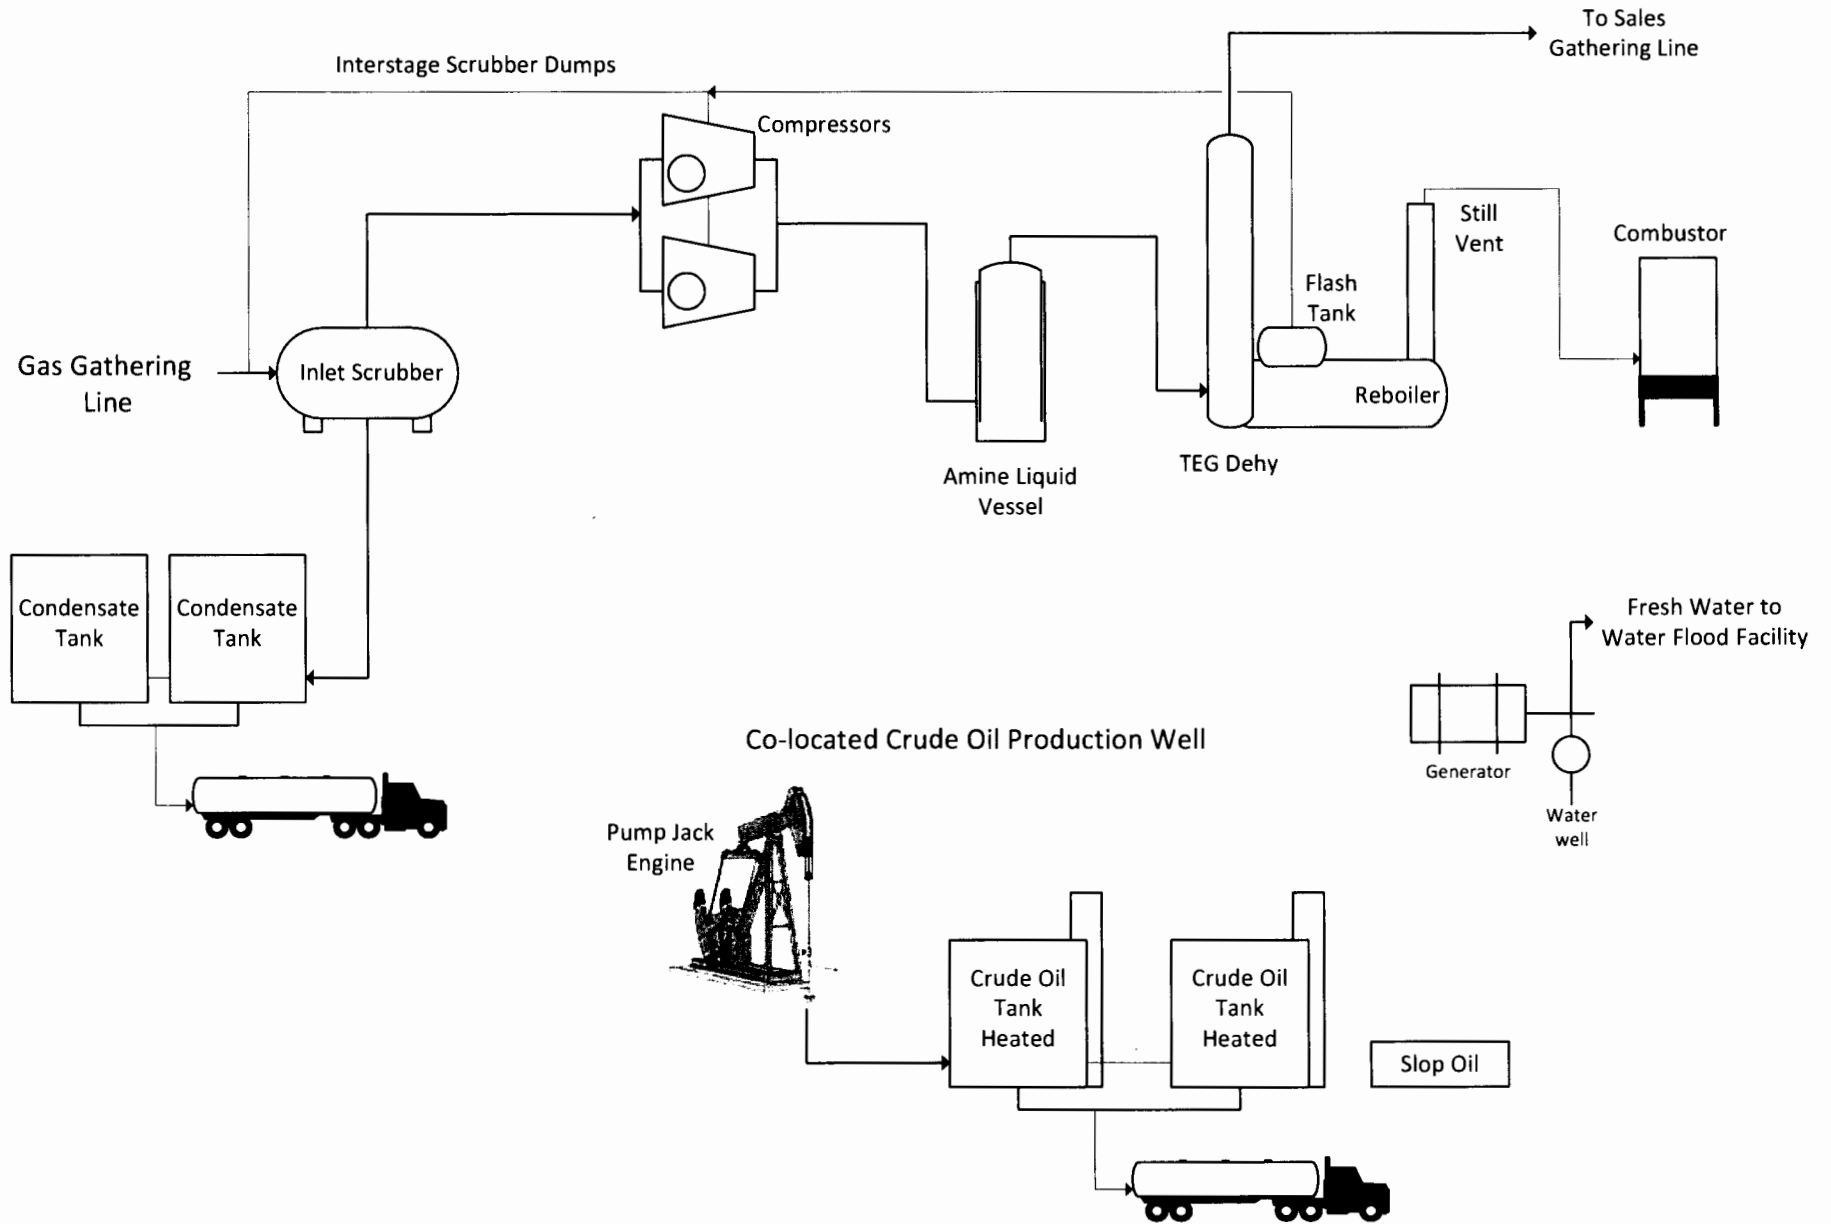 To Sales
Gathering Line
Interstage Scrubber Dumps
Compressors
Still
Vent
Combustor
Flash
Tank
Gas Gathering
Line
Inlet Scrubber
Reboiler
TEG Dehy
Amine Liquid
Vessel
Condensate
Tank
Condensate
Tank
Fresh Water to
Water Flood Facility
Generator
Water
well
Co-located Crude Oil Production Well
Pump Jack
Engine
Crude Oil
Tank
Heated
Crude Oil
Tank
Heated
Slop Oil